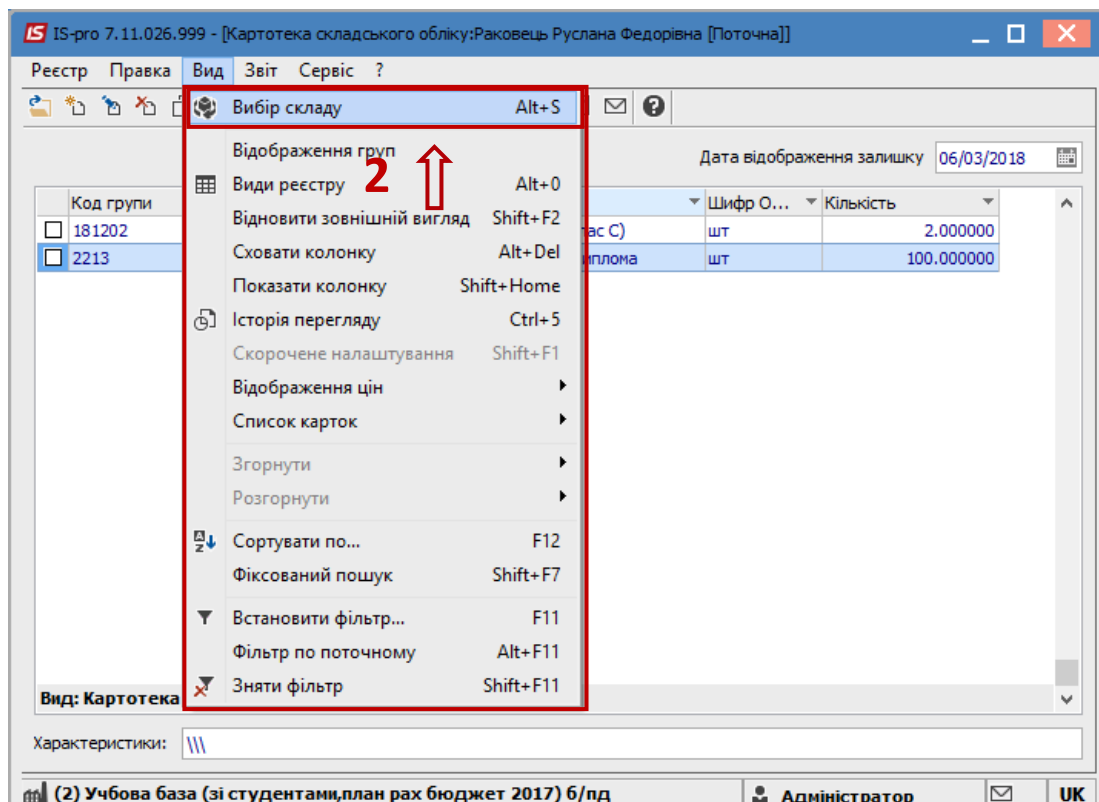 IS-pro 7.11.026.999 - [Картотека складського обліку:Раковець Руслана Федорівна [Поточна]]
Реєстр Правка Вид Звіт Сервіс ?
Вибір складу Alt+S
Відображення груп
Дата відображення залишку 06/03/2018
2
Види реєстру Alt+0
Код групи Шифр О... Кількість
Відновити зовнішній вигляд Shift+F2
181202 шт 2.000000
Сховати колонку Alt+Del
2213 шт 100.000000
Показати колонку Shift+Home
Історія перегляду Ctrl+5
Скорочене налаштування Shift+F1
Відображення цін
Список карток
Згорнути
Розгорнути
Сортувати по... F12
Фіксований пошук Shift+F7
Встановити фільтр... F11
Фільтр по поточному Alt+F11
Зняти фільтр Shift+F11
Вид: Картотека
Характеристики: \\\
(2) Учбова база (зі студентами,план рах бюджет 2017) б/пд Адміністратор UK